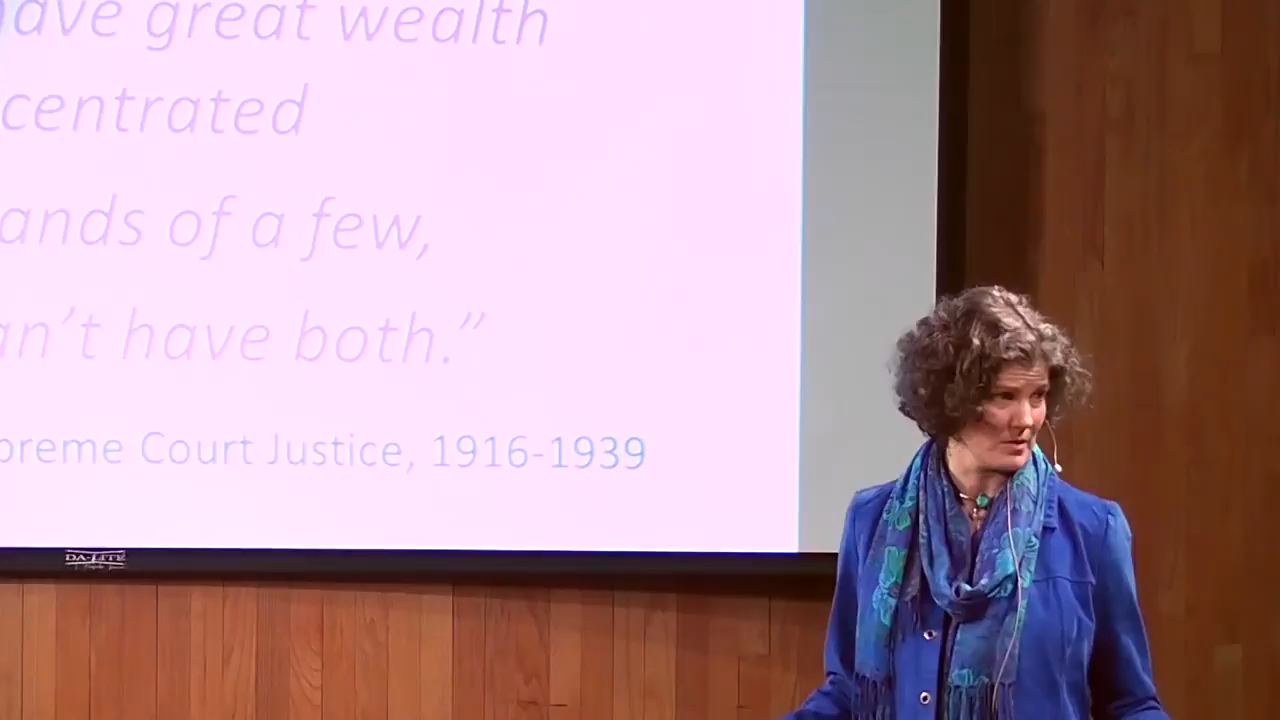 ave great wealth
centrated
ands of a few,
an't have both.”
preme Court Justice, 1916-1939
DA-LITE